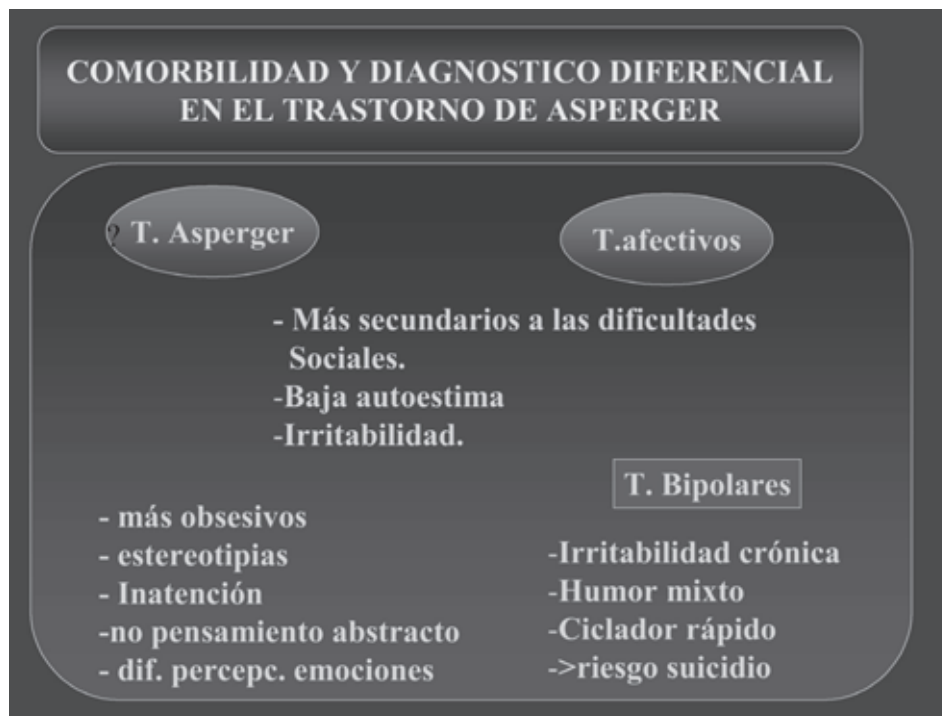 COMORBILIDAD Y DIAGNOSTICO DIFERENCIAL
EN EL TRASTORNO DE ASPERGER
? T. Asperger
T.afectivos
- Más secundarios a las dificultades
Sociales.
-Baja autoestima
-Irritabilidad.
- más obsesivos
- estereotipias
- Inatención
-no pensamiento abstracto
- dif. percepc. emociones
T. Bipolares
-Irritabilidad crónica
-Humor mixto
-Ciclador rápido
->riesgo suicidio